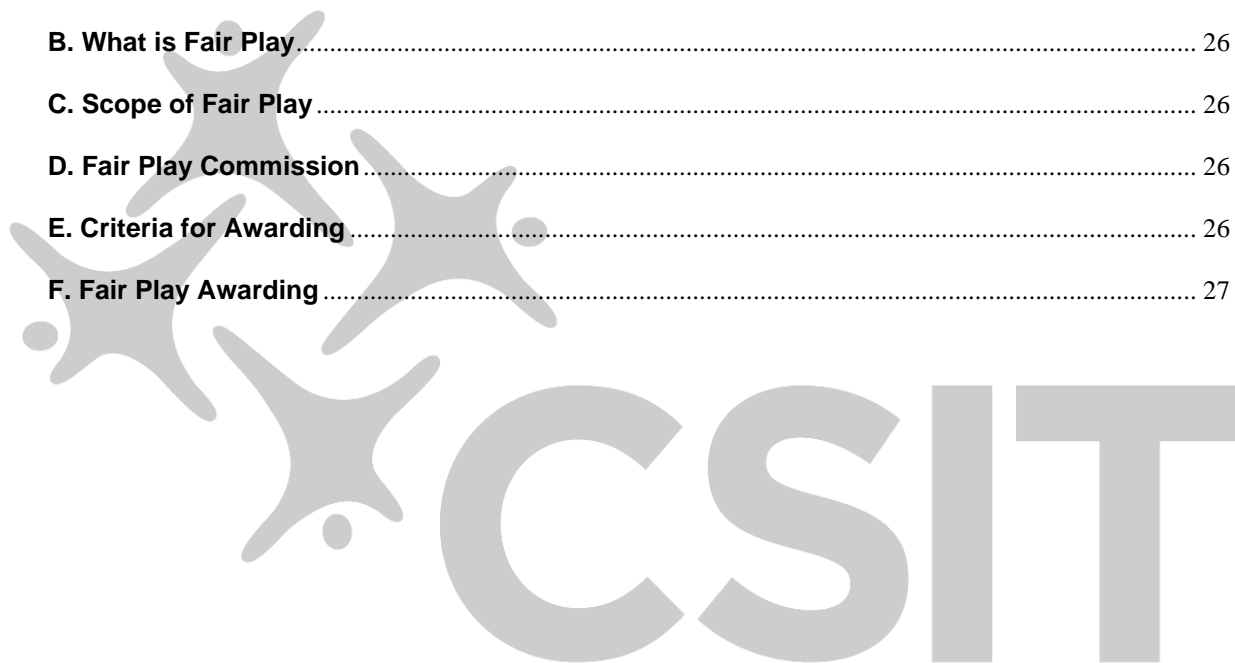 B. What is Fair Play........................................................................................................................ 26
C. Scope of Fair Play...................................................................................................................... 26
D. Fair Play Commission............................................................................................................... 26
E. Criteria for Awarding................................................................................................................. 26
F. Fair Play Awarding..................................................................................................................... 27
CSIT